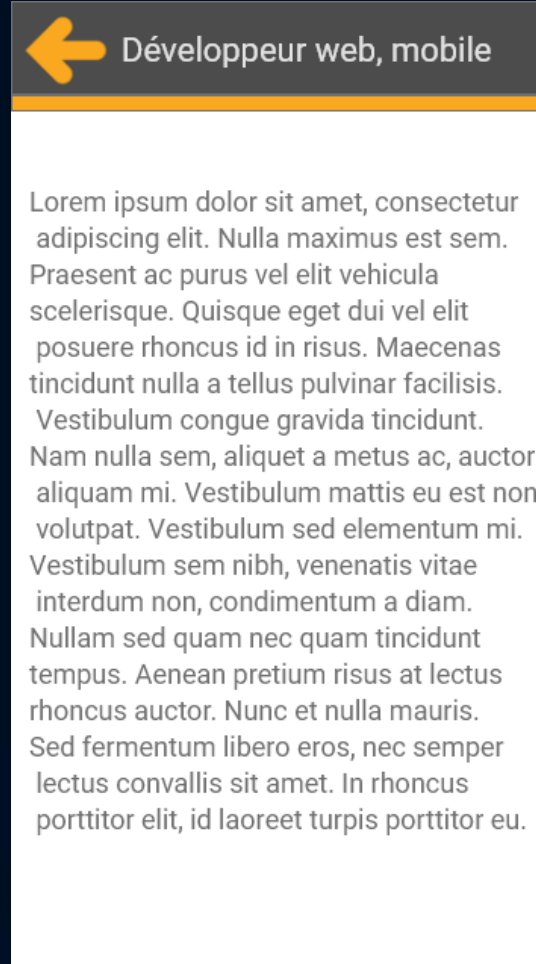 Développeur web, mobile
Lorem ipsum dolor sit amet, consectetur
adipiscing elit. Nulla maximus est sem.
Praesent ac purus vel elit vehicula
scelerisque. Quisque eget dui vel elit
posuere rhoncus id in risus. Maecenas
tincidunt nulla a tellus pulvinar facilisis.
Vestibulum congue gravida tincidunt.
Nam nulla sem, aliquet a metus ac, auctor
aliquam mi. Vestibulum mattis eu est non
volutpat. Vestibulum sed elementum mi.
Vestibulum sem nibh, venenatis vitae
interdum non, condimentum a diam.
Nullam sed quam nec quam tincidunt
tempus. Aenean pretium risus at lectus
rhoncus auctor. Nunc et nulla mauris.
Sed fermentum libero eros, nec semper
lectus convallis sit amet. In rhoncus
porttitor elit, id laoreet turpis porttitor eu.